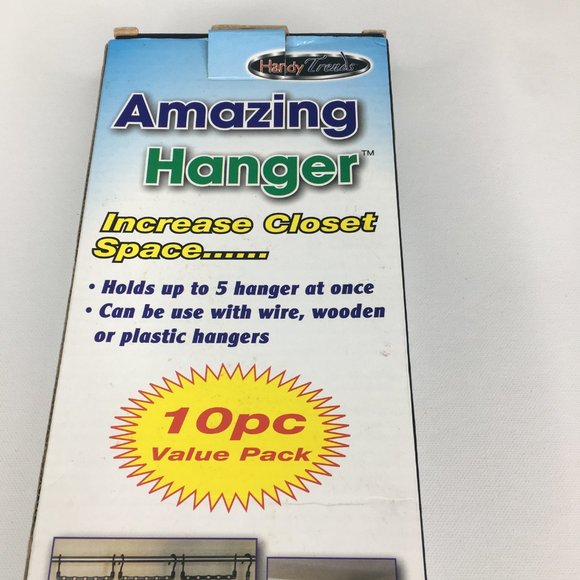 Handy Trends
Amazing
Hanger™
Increase Closet
Space......
• Holds up to 5 hanger at once
• Can be use with wire, wooden
or plastic hangers
10pc
Value Pack